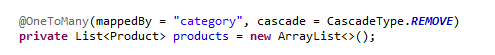 @OneToMany(mappedBy = "category", cascade = CascadeType.REMOVE)
private List<Product> products = new ArrayList<>();